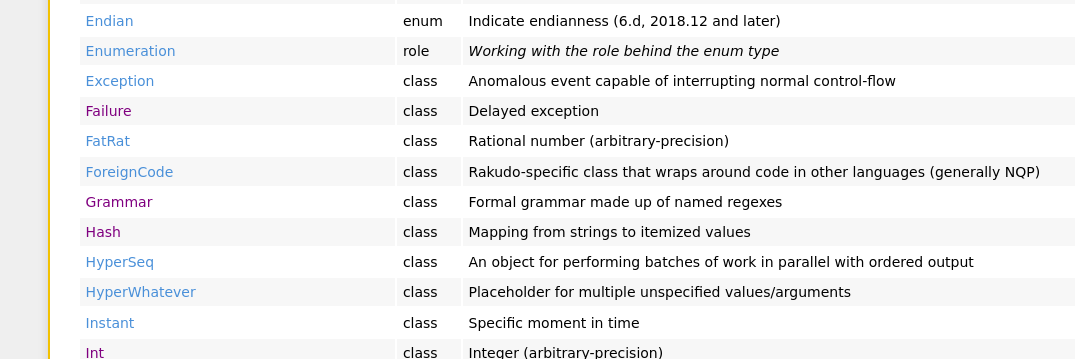 Endian enum Indicate endianness (6.d, 2018.12 and later)
Enumeration role Working with the role behind the enum type
Exception class Anomalous event capable of interrupting normal control-flow
Failure class Delayed exception
FatRat class Rational number (arbitrary-precision)
ForeignCode class Rakudo-specific class that wraps around code in other languages (generally NQP)
Grammar class Formal grammar made up of named regexes
Hash class Mapping from strings to itemized values
HyperSeq class An object for performing batches of work in parallel with ordered output
HyperWhatever class Placeholder for multiple unspecified values/arguments
Instant class Specific moment in time
Int class Integer (arbitrary-precision)